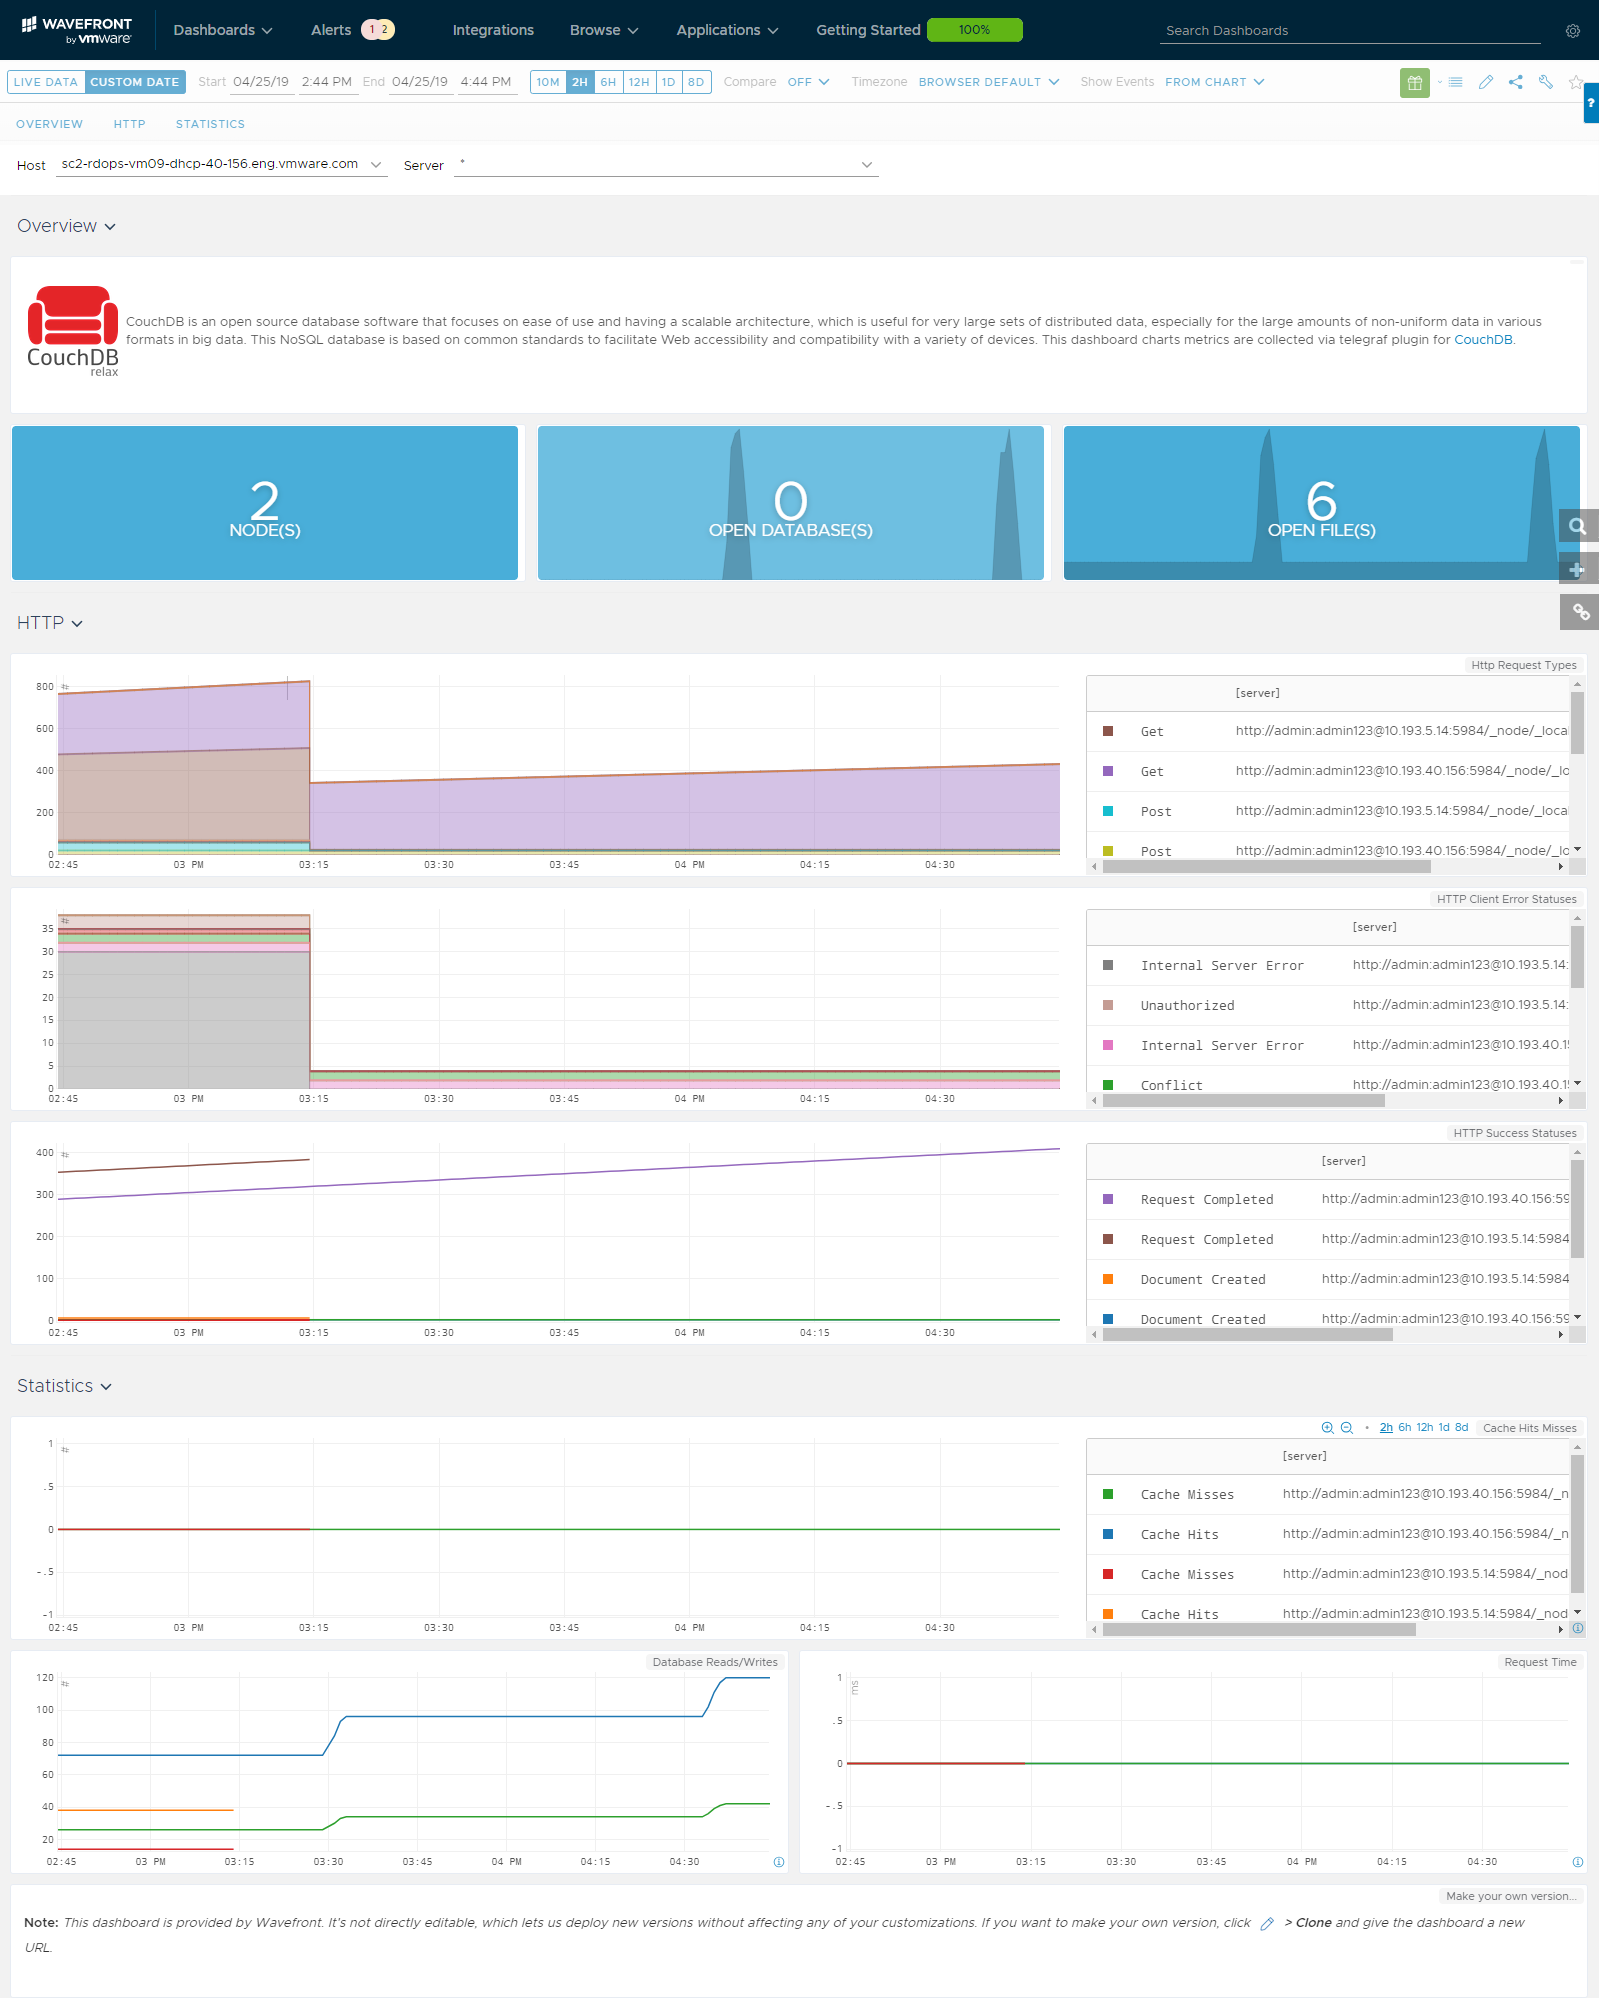 WAVEFRONT
by vmware
Dashboards
Alerts
1
2
Integrations
Browse
Applications
Getting Started
100%
Search Dashboards
LIVE DATA
CUSTOM DATE
Start
04/25/19
2:44 PM
End
04/25/19
4:44 PM
10M
2H
6H
12H
1D
8D
Compare
OFF
Timezone
BROWSER DEFAULT
Show Events
FROM CHART
?
OVERVIEW
HTTP
STATISTICS
Host
sc2-rdops-vm09-dhcp-40-156.eng.vmware.com
Server
*
Overview
CouchDB
relax
CouchDB is an open source database software that focuses on ease of use and having a scalable architecture, which is useful for very large sets of distributed data, especially for the large amounts of non-uniform data in various
formats in big data. This NoSQL database is based on common standards to facilitate Web accessibility and compatibility with a variety of devices. This dashboard charts metrics are collected via telegraf plugin for CouchDB.
2
NODE(S)
0
OPEN DATABASE(S)
6
OPEN FILE(S)
HTTP
Http Request Types
800
#
600
400
200
0
02:45
03 PM
03:15
03:30
03:45
04 PM
04:15
04:30
[server]
Get
http://admin:admin123@10.193.5.14:5984/_node/_loca
Get
http://admin:admin123@10.193.40.156:5984/_node/_lo
Post
http://admin:admin123@10.193.5.14:5984/_node/_loca
Post
http://admin:admin123@10.193.40.156:5984/_node/_lo
HTTP Client Error Statuses
#
35
30
25
20
15
10
5
0
02:45
03 PM
03:15
03:30
03:45
04 PM
04:15
04:30
[server]
Internal Server Error
http://admin:admin123@10.193.5.14:
Unauthorized
http://admin:admin123@10.193.5.14:
Internal Server Error
http://admin:admin123@10.193.40.15
Conflict
http://admin:admin123@10.193.40.15
HTTP Success Statuses
400
#
300
200
100
0
02:45
03 PM
03:15
03:30
03:45
04 PM
04:15
04:30
[server]
Request Completed
http://admin:admin123@10.193.40.156:59
Request Completed
http://admin:admin123@10.193.5.14:5984
Document Created
http://admin:admin123@10.193.5.14:5984
Document Created
http://admin:admin123@10.193.40.156:59
Statistics
2h
6h
12h
1d
8d
Cache Hits Misses
1
#
.5
0
-.5
-1
02:45
03 PM
03:15
03:30
03:45
04 PM
04:15
04:30
[server]
Cache Misses
http://admin:admin123@10.193.40.156:5984/_n
Cache Hits
http://admin:admin123@10.193.40.156:5984/_n
Cache Misses
http://admin:admin123@10.193.5.14:5984/_nod
Cache Hits
http://admin:admin123@10.193.5.14:5984/_nod
Database Reads/Writes
120
#
100
80
60
40
20
02:45
03 PM
03:15
03:30
03:45
04 PM
04:15
04:30
Request Time
1
ms
.5
0
-.5
-1
02:45
03 PM
03:15
03:30
03:45
04 PM
04:15
04:30
Make your own version...
Note: This dashboard is provided by Wavefront. It's not directly editable, which lets us deploy new versions without affecting any of your customizations. If you want to make your own version, click > Clone and give the dashboard a new
URL.